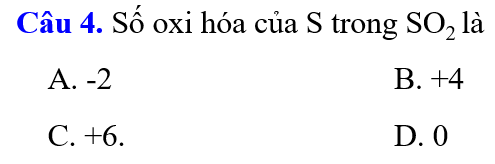 Câu 4. Số oxi hóa của S trong SO₂ là
A. -2 B. +4
C. +6. D. 0